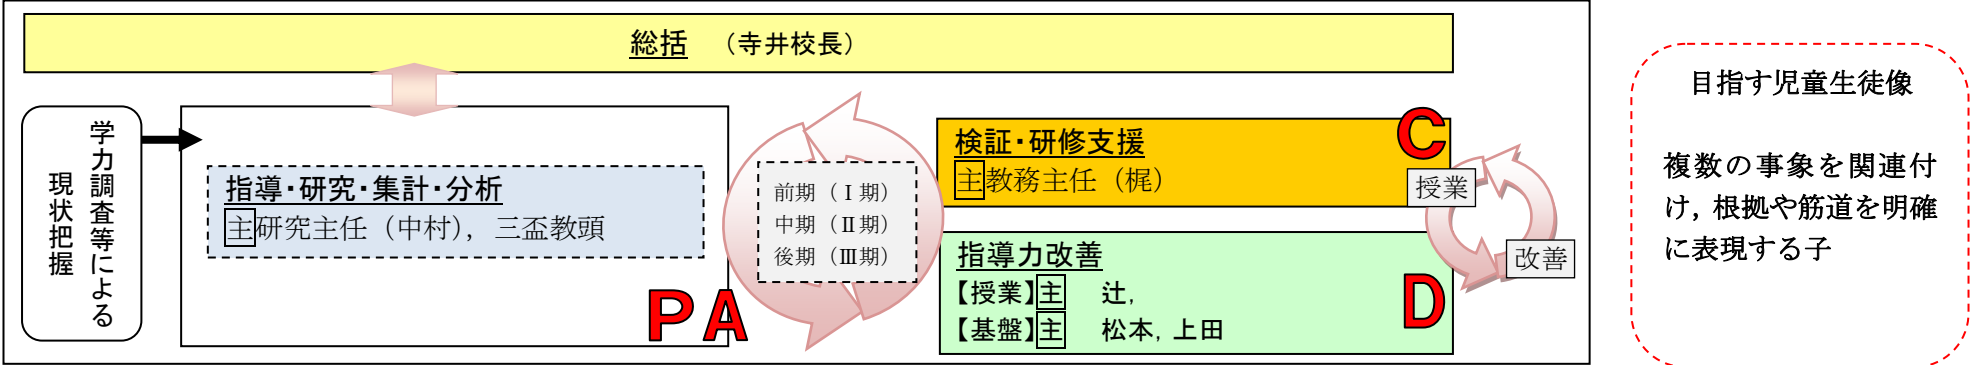 総括　（寺井校長）
学力調査等による
現状把握
指導・研究・集計・分析
主研究主任（中村），三盃教頭
PA
前期（Ⅰ期）
中期（Ⅱ期）
後期（Ⅲ期）
検証・研修支援
主教務主任（梶）
C
指導力改善
【授業】主　辻，
【基盤】主　松本，上田
D
授業
改善
目指す児童生徒像
複数の事象を関連付
け，根拠や筋道を明確
に表現する子